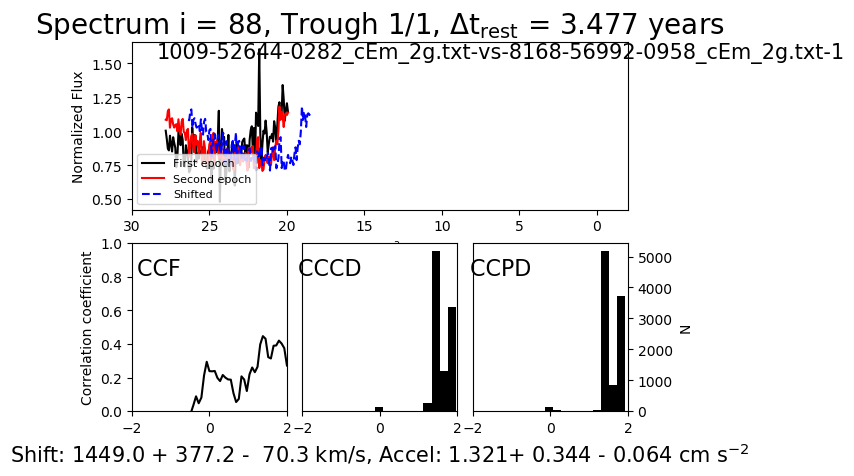 Spectrum i = 88, Trough 1/1, Δt_rest = 3.477 years
1009-52644-0282_cEm_2g.txt-vs-8168-56992-0958_cEm_2g.txt-1
Normalized Flux
1.50
1.25
1.00
0.75
0.50
First epoch
Second epoch
Shifted
30 25 20 15 10 5 0
Correlation coefficient
1.0
0.8
0.6
0.4
0.2
0.0
CCF
−2 0 2
CCCD
−2 0 2
CCPD
−2 0 2
5000
4000
3000
2000
1000
0
N
Shift: 1449.0 + 377.2 - 70.3 km/s, Accel: 1.321+ 0.344 - 0.064 cm s⁻²